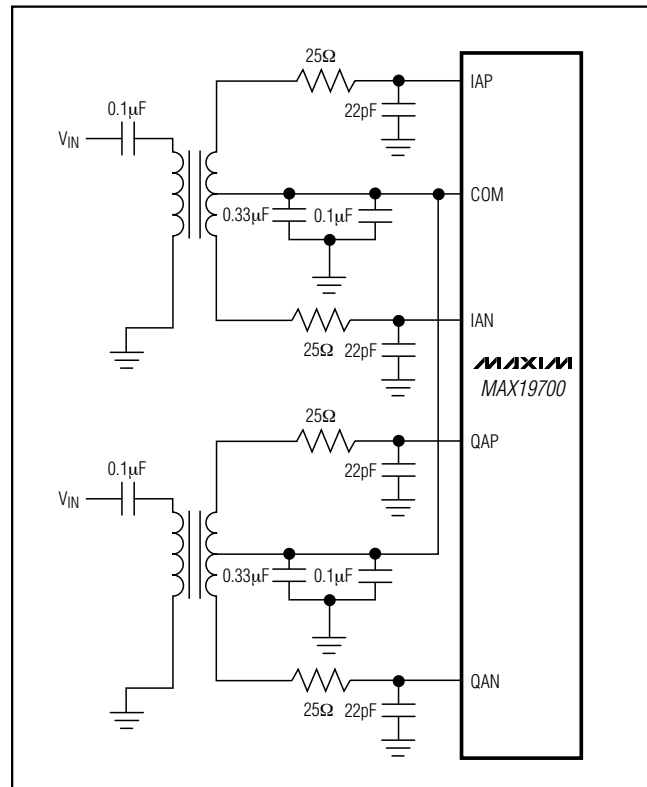 25Ω
IAP
0.1μF
22pF
VIN
COM
0.33μF
0.1μF
IAN
25Ω
22pF
MAXIM
MAX19700
25Ω
QAP
0.1μF
22pF
VIN
0.33μF
0.1μF
QAN
25Ω
22pF